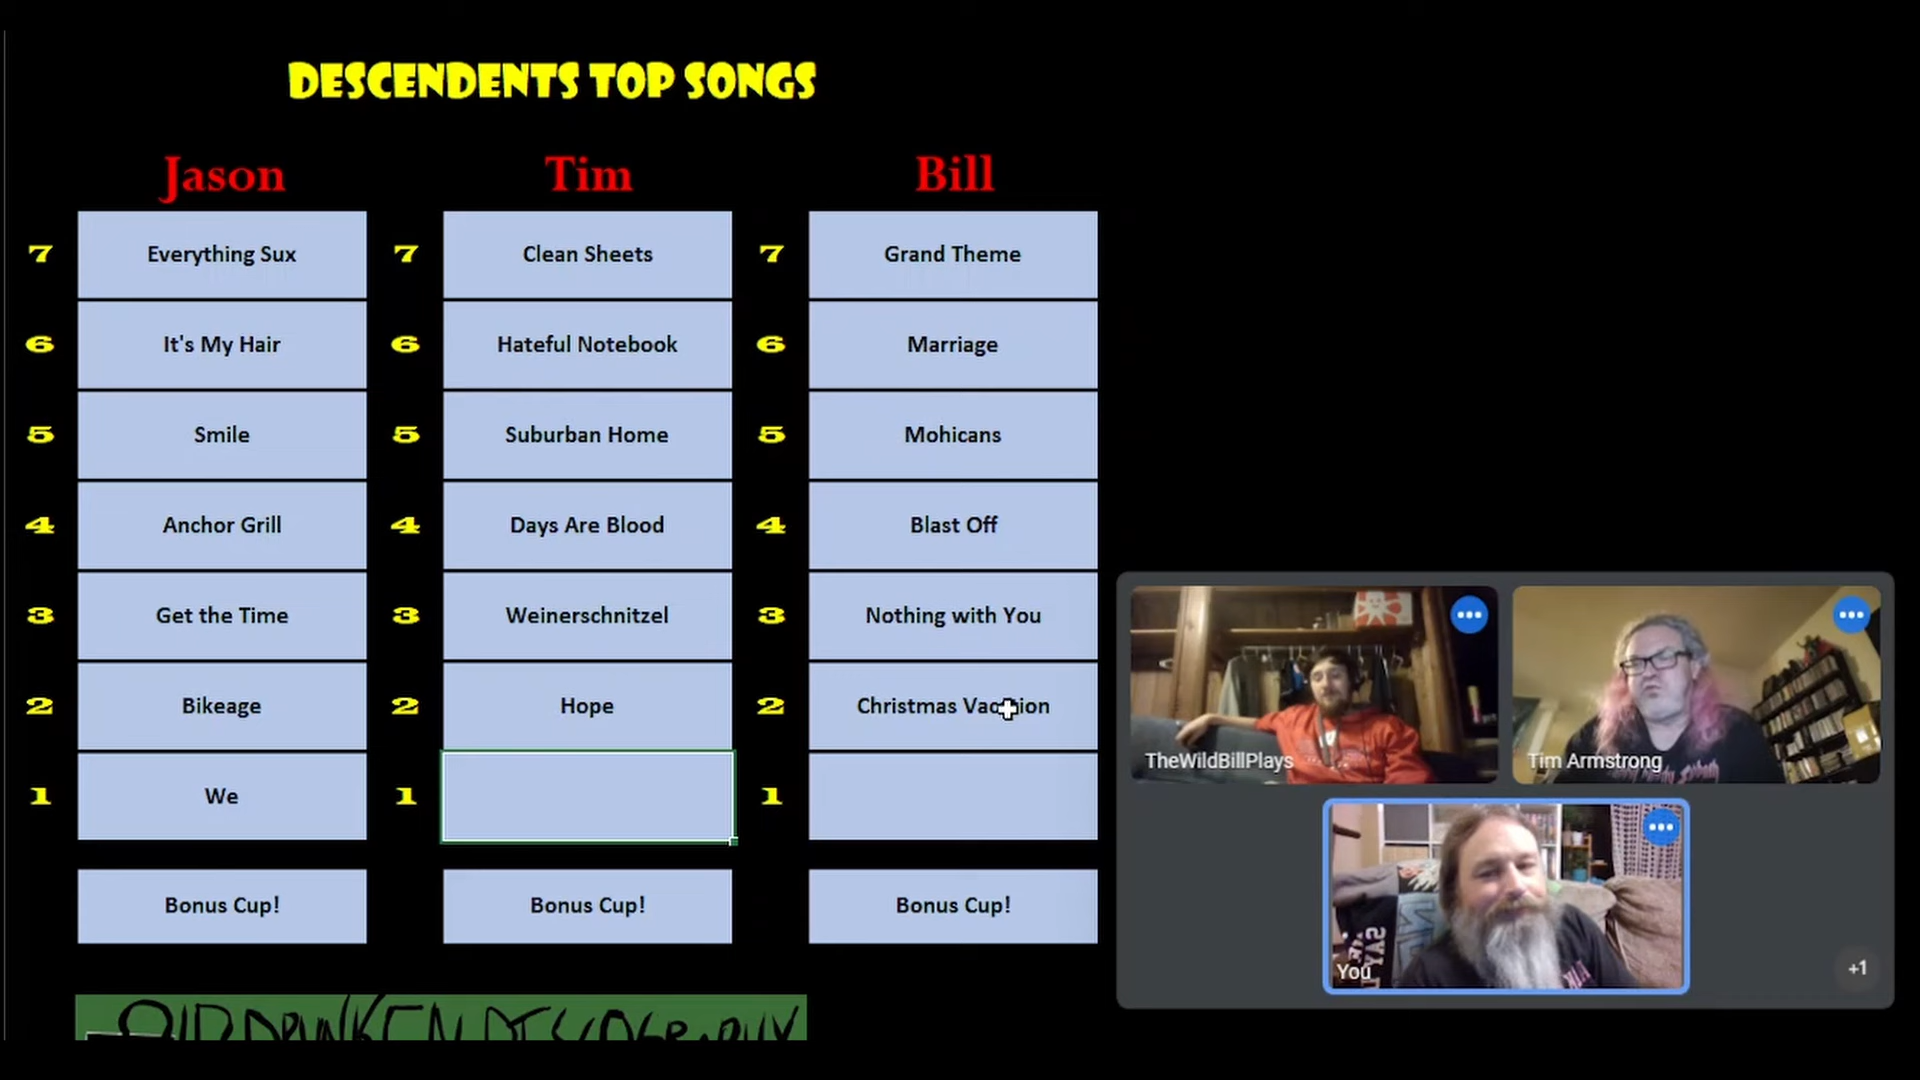 DESCENDENTS TOP SONGS
Jason Tim Bill
7 Everything Sux 7 Clean Sheets 7 Grand Theme
6 It's My Hair 6 Hateful Notebook 6 Marriage
5 Smile 5 Suburban Home 5 Mohicans
4 Anchor Grill 4 Days Are Blood 4 Blast Off
3 Get the Time 3 Weinerschnitzel 3 Nothing with You
2 Bikeage 2 Hope 2 Christmas
1 We 1 1
Bonus Cup! Bonus Cup! Bonus Cup!
TheWildBillPlays
Tim Armstrong
You
+1